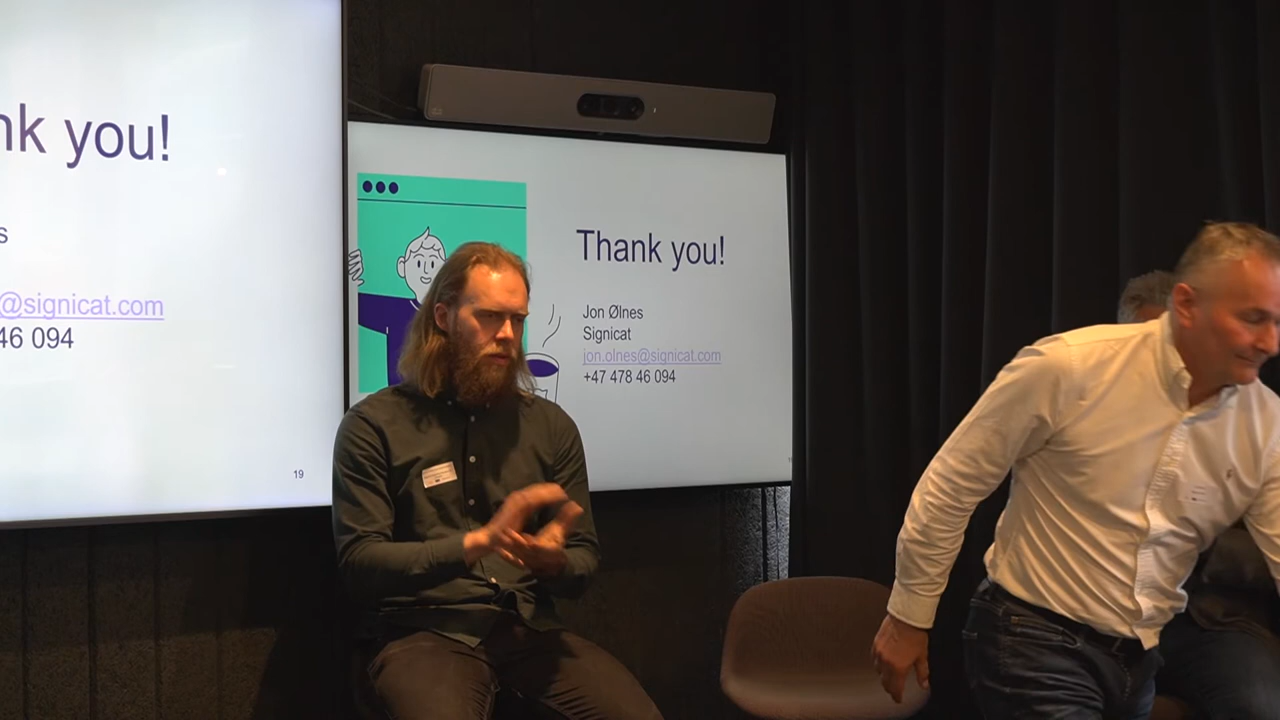 nk you!
s
@signicat.com
46 094
19
Thank you!
Jon Ølnes
Signicat
jon.olnes@signicat.com
+47 478 46 094